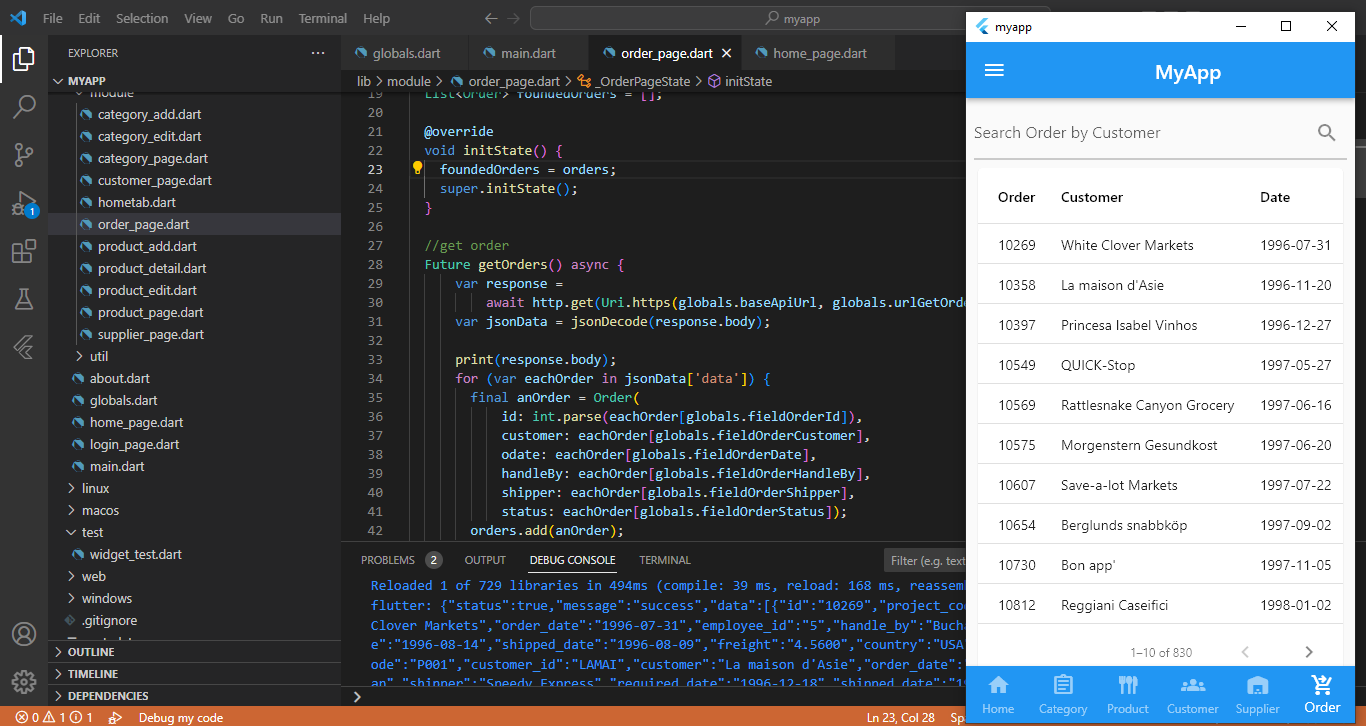 File Edit Selection View Go Run Terminal Help
myapp
EXPLORER
MYAPP
module
category_add.dart
category_edit.dart
category_page.dart
customer_page.dart
hometab.dart
order_page.dart
product_add.dart
product_detail.dart
product_edit.dart
product_page.dart
supplier_page.dart
util
about.dart
globals.dart
home_page.dart
login_page.dart
main.dart
linux
macos
test
widget_test.dart
web
windows
.gitignore
OUTLINE
TIMELINE
DEPENDENCIES
1
globals.dart main.dart order_page.dart home_page.dart
lib > module > order_page.dart > _OrderPageState > initState
19 List<Order> foundedOrders = [];
20
21 @override
22 void initState() {
23 foundedOrders = orders;
24 super.initState();
25 }
26
27 //get order
28 Future getOrders() async {
29 var response =
30 await http.get(Uri.https(globals.baseApiUrl, globals.urlGetOrde
31 var jsonData = jsonDecode(response.body);
32
33 print(response.body);
34 for (var eachOrder in jsonData['data']) {
35 final anOrder = Order(
36 id: int.parse(eachOrder[globals.fieldOrderId]),
37 customer: eachOrder[globals.fieldOrderCustomer],
38 odate: eachOrder[globals.fieldOrderDate],
39 handleBy: eachOrder[globals.fieldOrderHandleBy],
40 shipper: eachOrder[globals.fieldOrderShipper],
41 status: eachOrder[globals.fieldOrderStatus]);
42 orders.add(anOrder);
PROBLEMS 2 OUTPUT DEBUG CONSOLE TERMINAL Filter (e.g. text
Reloaded 1 of 729 libraries in 494ms (compile: 39 ms, reload: 168 ms, reassemb
flutter: {"status":true,"message":"success","data":[{"id":"10269","project_co
Clover Markets","order_date":"1996-07-31","employee_id":"5","handle_by":"Bucha
e":"1996-08-14","shipped_date":"1996-08-09","freight":"4.5600","country":"USA
ode":"P001","customer_id":"LAMAI","customer":"La maison d'Asie","order_date":
an","shipper":"Speedy Express","required_date":"1996-12-18","shipped_date":"19
0 1 1 Debug my code Ln 23, Col 28 Sp
myapp
MyApp
Search Order by Customer
Order Customer Date
10269 White Clover Markets 1996-07-31
10358 La maison d'Asie 1996-11-20
10397 Princesa Isabel Vinhos 1996-12-27
10549 QUICK-Stop 1997-05-27
10569 Rattlesnake Canyon Grocery 1997-06-16
10575 Morgenstern Gesundkost 1997-06-20
10607 Save-a-lot Markets 1997-07-22
10654 Berglunds snabbköp 1997-09-02
10730 Bon app' 1997-11-05
10812 Reggiani Caseifici 1998-01-02
1–10 of 830
Home Category Product Customer Supplier Order